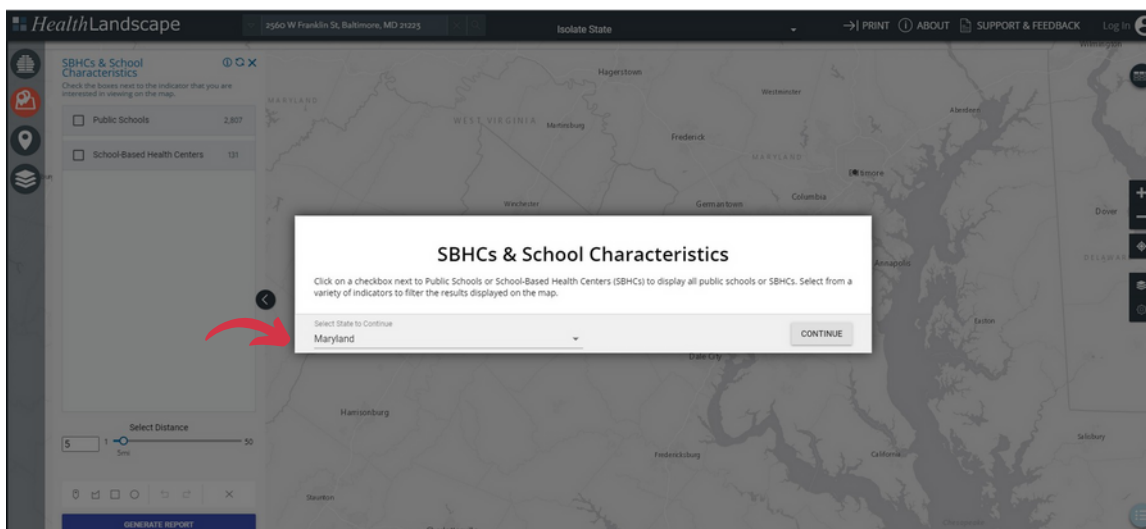 HealthLandscape
2560 W Franklin St, Baltimore, MD 21223
Isolate State
PRINT
ABOUT
SUPPORT & FEEDBACK
Log In
SBHCs & School
Characteristics
Check the boxes next to the indicator that you are
interested in viewing on the map.
Public Schools 2,807
School-Based Health Centers 131
Select Distance
5 1 50
5mi
GENERATE REPORT
Hagerstown
Westminster
MARYLAND
WEST VIRGINIA
Martinsburg
Frederick
Aberdeen
MARYLAND
Columbia
Winchester
Germantown
Dover
Annapolis
SBHCs & School Characteristics
Click on a checkbox next to Public Schools or School-Based Health Centers (SBHCs) to display all public schools or SBHCs. Select from a
variety of indicators to filter the results displayed on the map.
Select State to Continue
Maryland
CONTINUE
Easton
Dale City
Harrisonburg
Salisbury
Fredericksburg
California
Staunton